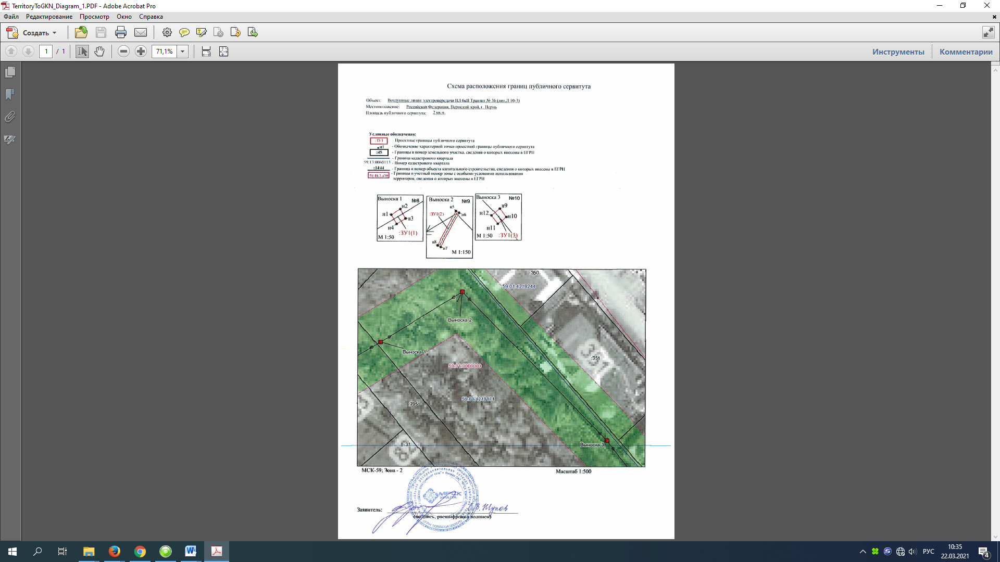 TerritoryToGKN_Diagram_1.PDF - Adobe Acrobat Pro
Файл Редактирование Просмотр Окно Справка
Создать
1 / 1 71,1% Инструменты Комментарии
Схема расположения границ публичного сервитута
Объект: Воздушные линии электропередачи ВЛ 6кВ Транзит № 36 (лит.Л 10-3)
Местоположение: Российская Федерация, Пермский край, г. Пермь
Площадь публичного сервитута: 2 кв.м.
Условные обозначения:
:ЗУ1 - Проектные границы публичного сервитута
н1 - Обозначение характерной точки проектной границы публичного сервитута
:45 - Границы и номер земельного участка, сведения о которых внесены в ЕГРН
- Граница кадастрового квартала
59:13:0060113 - Номер кадастрового квартала
:1444 - Граница и номер объекта капитального строительства, сведения о которых внесены в ЕГРН
59.18.2.439 - Границы и учетный номер зоны с особыми условиями использования
территории, сведения о которых внесены в ЕГРН
Выноска 1 №8
н1 н2 н3 н4
:ЗУ1(1)
М 1:50
Выноска 2 №9
н5 н6
:ЗУ1(2)
н8 н7
М 1:150
Выноска 3 №10
н9 н12 н10 н11
М 1:50 :ЗУ1(3)
:350
59:01:4219244
Выноска 2
Выноска 1
:351
59:01:0000000
59:01:4219171
:795
:31
Выноска 3
МСК-59; Зона - 2
Масштаб 1:500
МРСК
УРАЛА
Заявитель:
(подпись, расшифровка подписи)
РУС
10:35
22.03.2021
4